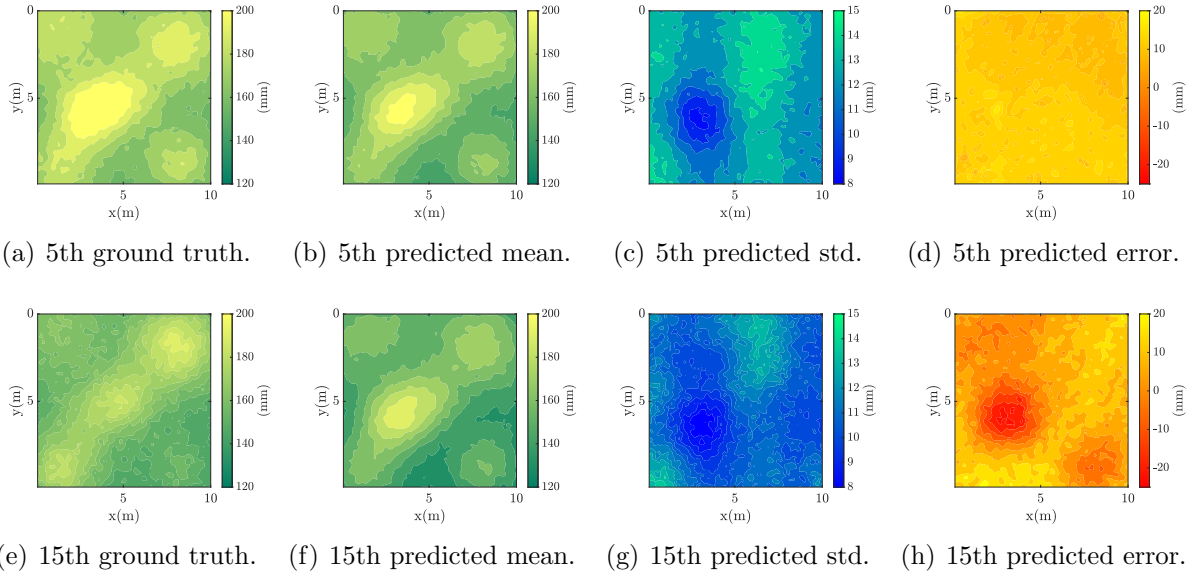 0
5
y(m)
5
10
x(m)
200
180
160
140
120
(mm)
0
5
y(m)
5
10
x(m)
200
180
160
140
120
(mm)
0
5
y(m)
5
10
x(m)
15
14
13
12
11
10
9
8
(mm)
0
5
y(m)
5
10
x(m)
20
10
0
-10
-20
(mm)
(a) 5th ground truth.
(b) 5th predicted mean.
(c) 5th predicted std.
(d) 5th predicted error.
0
5
y(m)
5
10
x(m)
200
180
160
140
120
(mm)
0
5
y(m)
5
10
x(m)
200
180
160
140
120
(mm)
0
5
y(m)
5
10
x(m)
15
14
13
12
11
10
9
8
(mm)
0
5
y(m)
5
10
x(m)
20
10
0
-10
-20
(mm)
(e) 15th ground truth.
(f) 15th predicted mean.
(g) 15th predicted std.
(h) 15th predicted error.